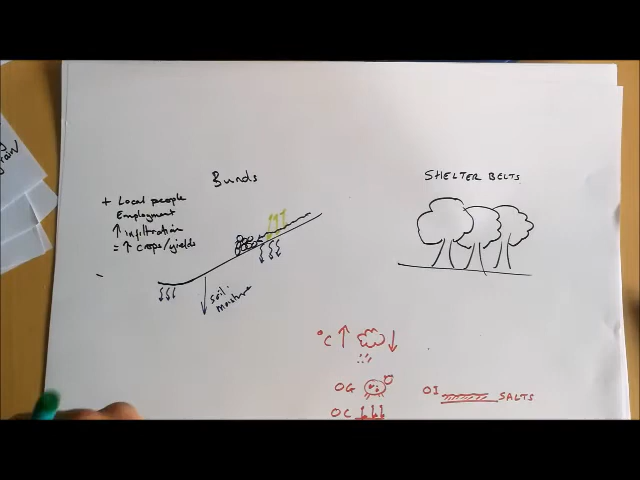 Bunds
+ Local people
Employment
↑ infiltration
= ↑ crops/yields
soil
moisture
SHELTER BELTS
°C ↑ ↓
OG
OC
OI SALTS